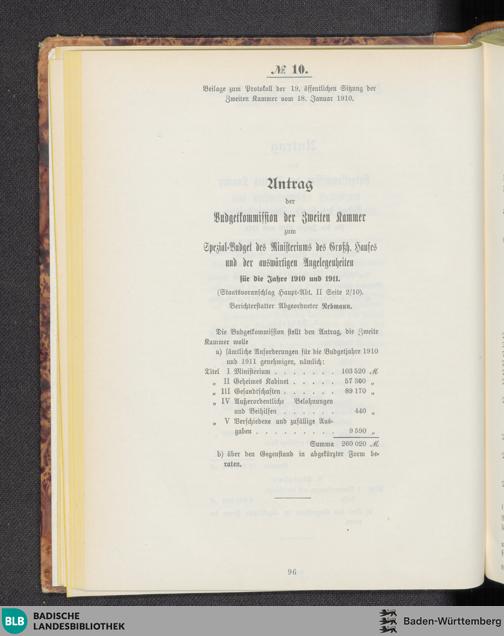 № 10.
Beilage zum Protokoll der 19. öffentlichen Sitzung der
Zweiten Kammer vom 18. Januar 1910.
Antrag
der
Budgetkommission der Zweiten Kammer
zum
Spezial-Budget des Ministeriums des Großh. Hauses
und der auswärtigen Angelegenheiten
für die Jahre 1910 und 1911.
(Staatsvoranschlag Haupt-Abt. II Seite 2/10).
Berichterstatter Abgeordneter Rebmann.
Die Budgetkommission stellt den Antrag, die Zweite
Kammer wolle
a) sämtliche Anforderungen für die Budgetjahre 1910
und 1911 genehmigen, nämlich:
Titel I Ministerium . . . . . . . 103 520 ℳ
„ II Geheimes Kabinet . . . . . 57 300 „
„ III Gesandtschaften . . . . . . 89 170 „
„ IV Außerordentliche Belohnungen
und Beihilfen . . . . . . 440 „
„ V Verschiedene und zufällige Aus-
gaben . . . . . . . . . 9 590 „
Summa 260 020 ℳ
b) über den Gegenstand in abgekürzter Form be-
raten.
96
BLB BADISCHE
LANDESBIBLIOTHEK
Baden-Württemberg